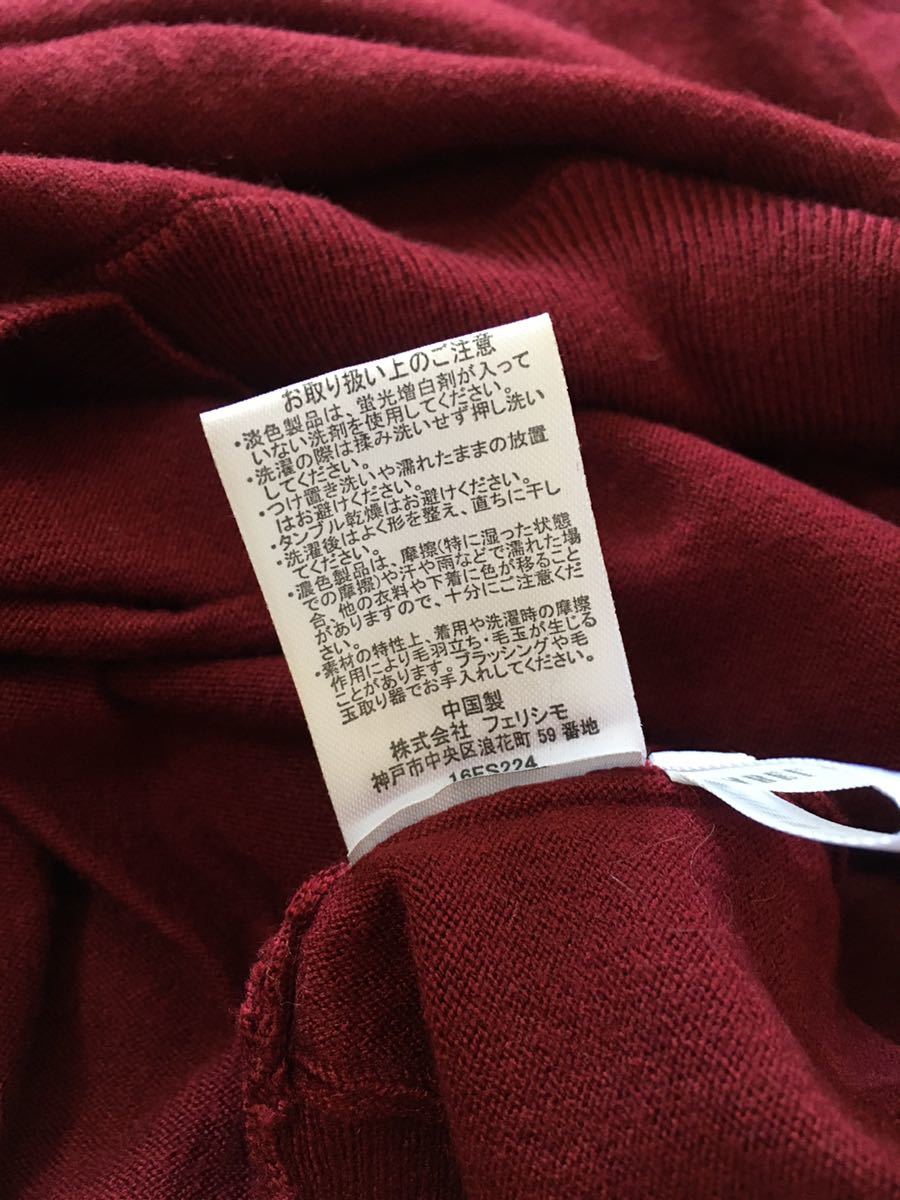 お取り扱い上のご注意
・淡色製品は、蛍光増白剤が入って
いない洗剤を使用してください。
・洗濯の際は揉み洗いせず押し洗い
してください。
・つけ置き洗いや濡れたままの放置
はお避けください。
・タンブル乾燥はお避けください。
・洗濯後はよく形を整え、直ちに干し
てください。
・濃色製品は、摩擦(特に湿った状態
での摩擦)や汗や雨などで濡れた場
合、他の衣料や下着に色が移ること
がありますので、十分にご注意くだ
さい。
・素材の特性上、着用や洗濯時の摩擦
作用により毛羽立ち・毛玉が生じる
ことがあります。ブラッシングや毛
玉取り器でお手入れしてください。
中国製
株式会社 フェリシモ
神戸市中央区浪花町 59 番地
16FS224